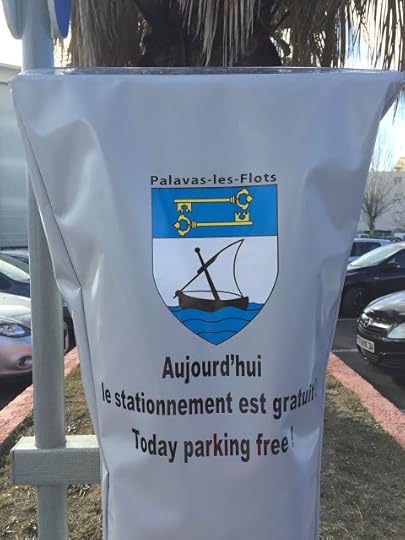 Palavas-les-Flots
Aujourd'hui
le stationnement est gratuit !
Today parking free !